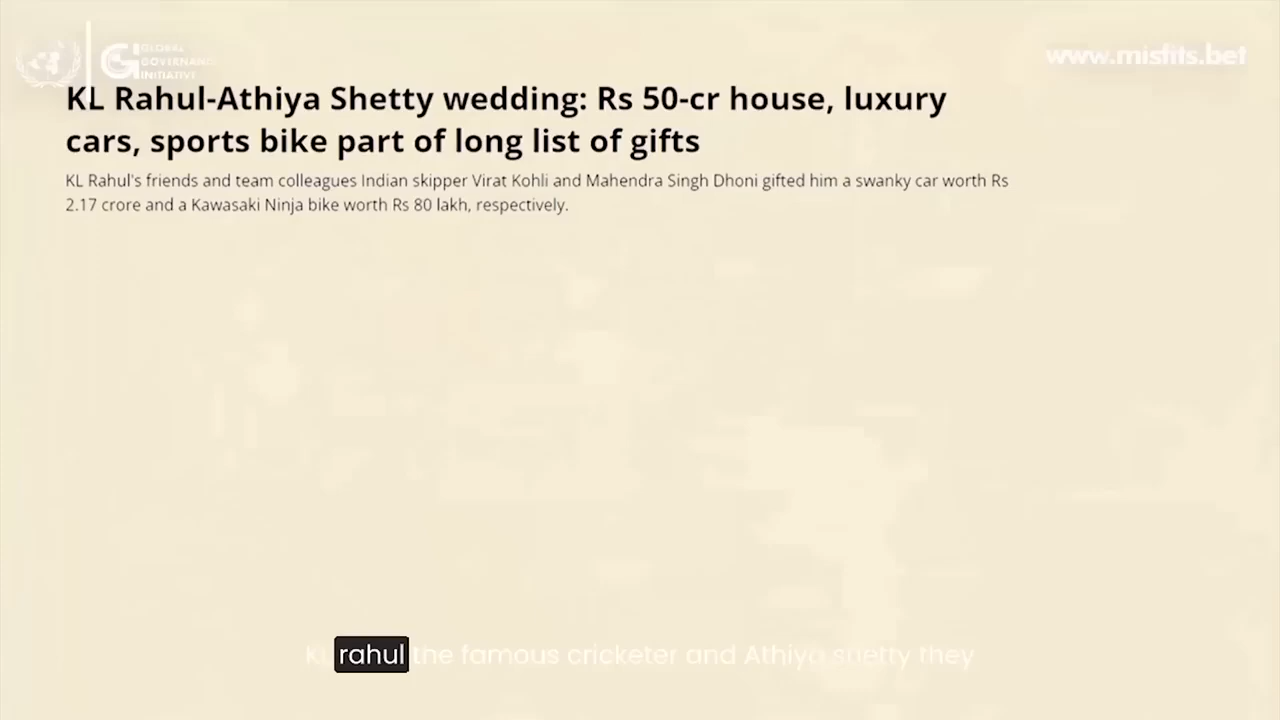 GLOBAL
GOVERNANCE
INITIATIVE
www.misfits.bet
KL Rahul-Athiya Shetty wedding: Rs 50-cr house, luxury
cars, sports bike part of long list of gifts
KL Rahul's friends and team colleagues Indian skipper Virat Kohli and Mahendra Singh Dhoni gifted him a swanky car worth Rs
2.17 crore and a Kawasaki Ninja bike worth Rs 80 lakh, respectively.
rahul the famous cricketer and Athiya shetty they